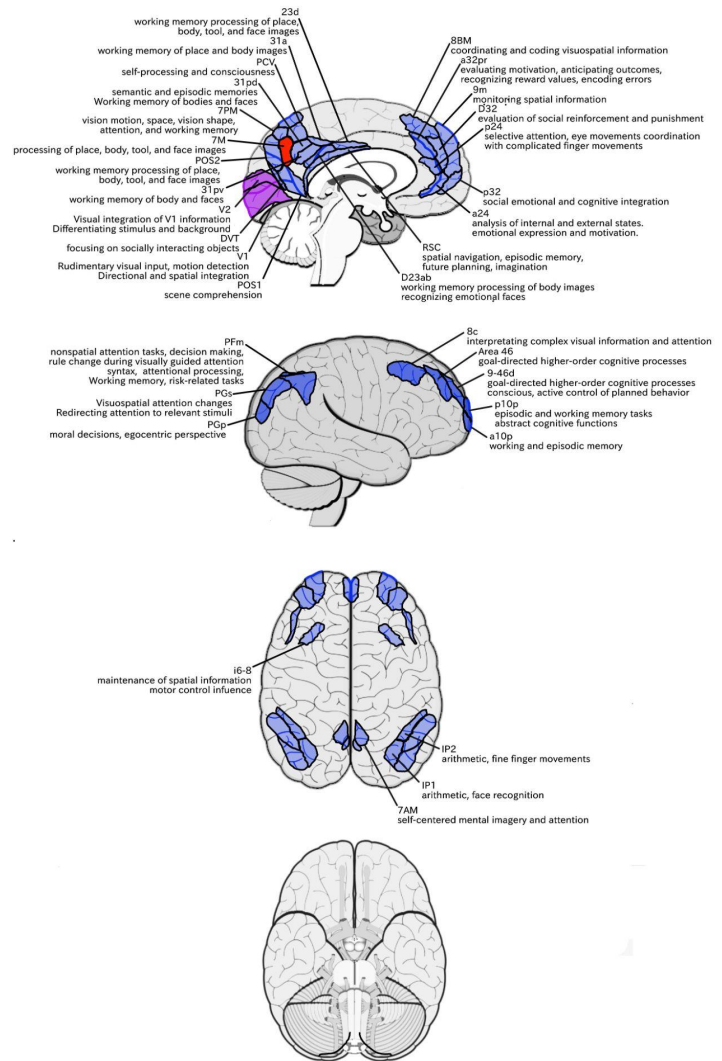 23d
working memory processing of place,
body, tool, and face images
31a
working memory of place and body images
PCV
self-processing and consciousness
31pd
semantic and episodic memories
Working memory of bodies and faces
7PM
vision motion, space, vision shape,
attention, and working memory
7M
processing of place, body, tool, and face images
POS2
working memory processing of place,
body, tool, and face images
31pv
working memory of body and faces
V2
Visual integration of V1 information
Differentiating stimulus and background
DVT
focusing on socially interacting objects
V1
Rudimentary visual input, motion detection
Directional and spatial integration
POS1
scene comprehension
8BM
coordinating and coding visuospatial information
a32pr
evaluating motivation, anticipating outcomes,
recognizing reward values, encoding errors
9m
monitoring spatial information
D32
evaluation of social reinforcement and punishment
p24
selective attention, eye movements coordination
with complicated finger movements
p32
social emotional and cognitive integration
a24
analysis of internal and external states.
emotional expression and motivation.
RSC
spatial navigation, episodic memory,
future planning, imagination
D23ab
working memory processing of body images
recognizing emotional faces
PFm
nonspatial attention tasks, decision making,
rule change during visually guided attention
syntax, attentional processing,
Working memory, risk-related tasks
PGs
Visuospatial attention changes
Redirecting attention to relevant stimuli
PGp
moral decisions, egocentric perspective
8c
interpretating complex visual information and attention
Area 46
goal-directed higher-order cognitive processes
9-46d
goal-directed higher-order cognitive processes
conscious, active control of planned behavior
p10p
episodic and working memory tasks
abstract cognitive functions
a10p
working and episodic memory
i6-8
maintenance of spatial information
motor control infuence
IP2
arithmetic, fine finger movements
IP1
arithmetic, face recognition
7AM
self-centered mental imagery and attention